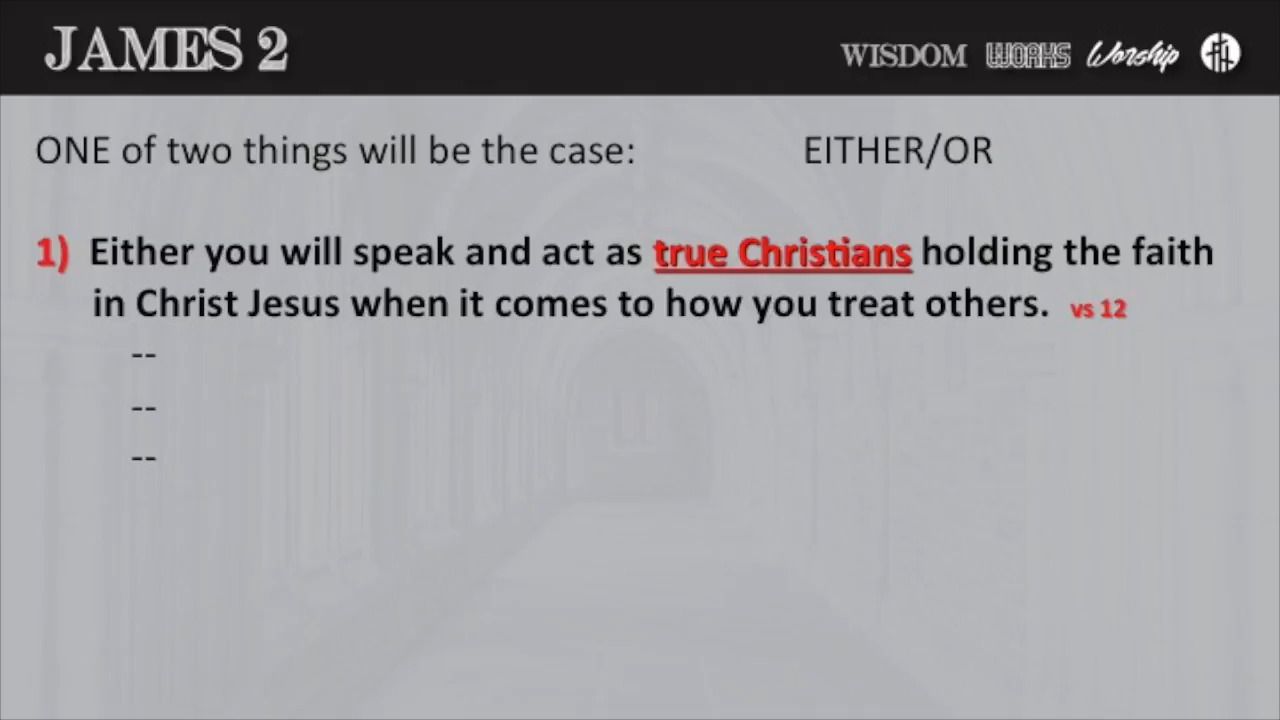 JAMES 2
WISDOM WORKS Worship
ONE of two things will be the case: EITHER/OR
1) Either you will speak and act as true Christians holding the faith
in Christ Jesus when it comes to how you treat others. vs 12
--
--
--